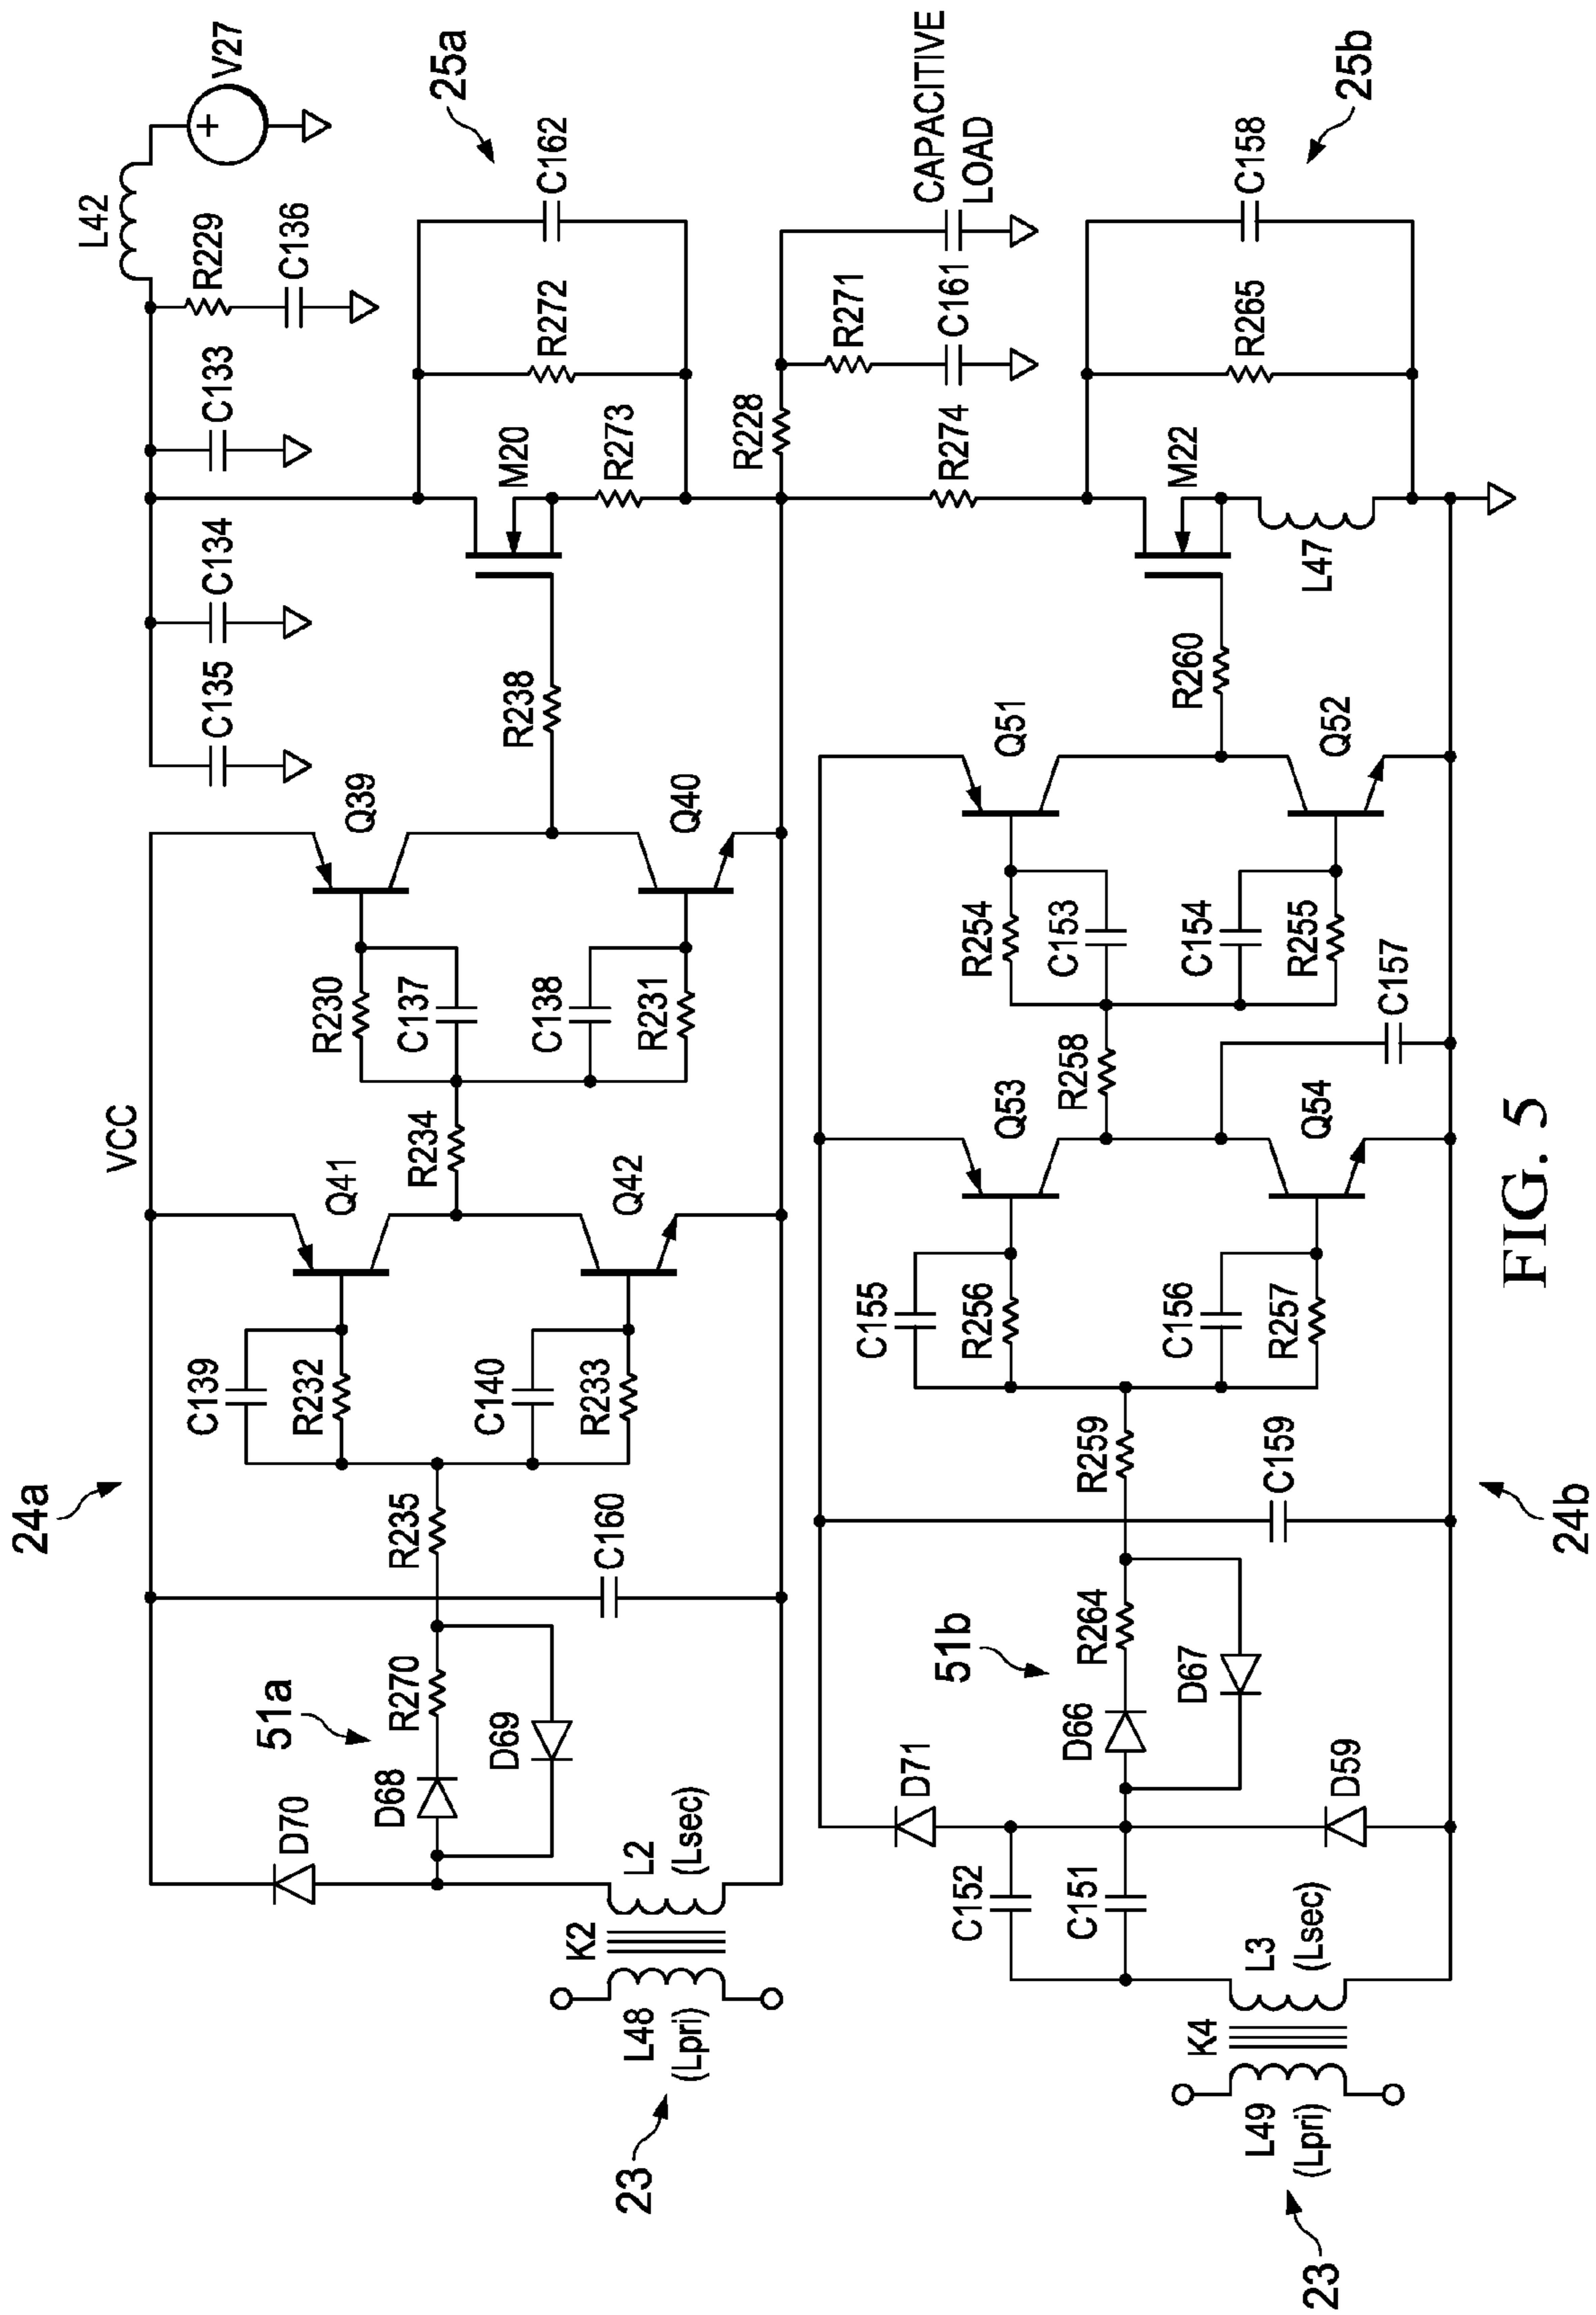 24a
VCC
L42
V27
R229
C136
C133
C134
C135
25a
C162
R272
M20
R273
R238
Q39
Q40
R230
C137
C138
R231
R234
Q41
Q42
C139
R232
C140
R233
R235
C160
51a
R270
D68
D69
D70
L2
(Lsec)
K2
L48
(Lpri)
23
R228
CAPACITIVE
LOAD
R271
C161
R274
25b
C158
R265
M22
L47
R260
Q51
Q52
R254
C153
C154
R255
C157
R258
Q53
Q54
C155
R256
C156
R257
R259
C159
24b
51b
R264
D66
D67
D71
D59
C152
C151
L3
(Lsec)
K4
L49
(Lpri)
23
FIG. 5